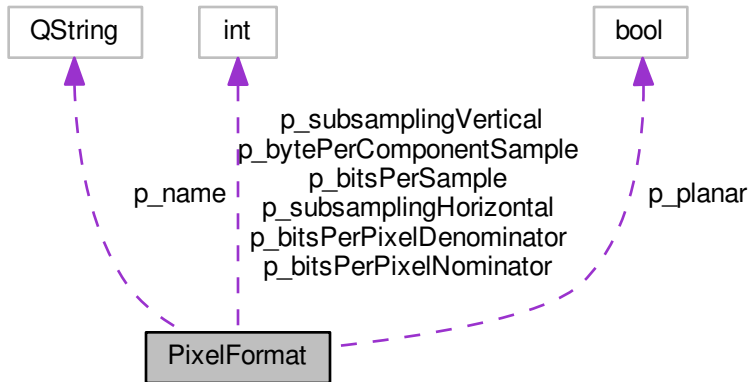 QString
int
bool
p_subsamplingVertical
p_bytePerComponentSample
p_bitsPerSample
p_name
p_subsamplingHorizontal
p_planar
p_bitsPerPixelDenominator
p_bitsPerPixelNominator
PixelFormat